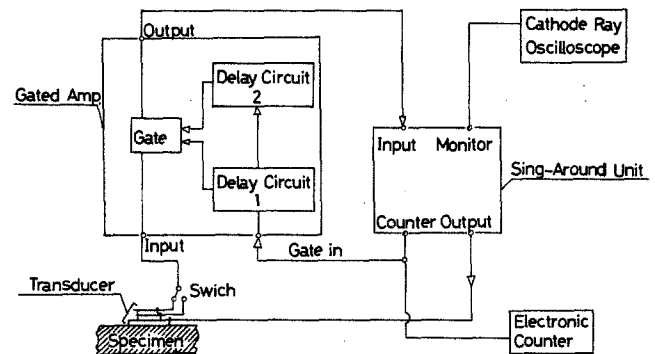 Output
Cathode Ray
Oscilloscope
Gated Amp
Delay Circuit
2
Gate
Input Monitor
Sing-Around Unit
Delay Circuit
1
Counter Output
Input
Gate in
Transducer
Swich
Specimen
Electronic
Counter